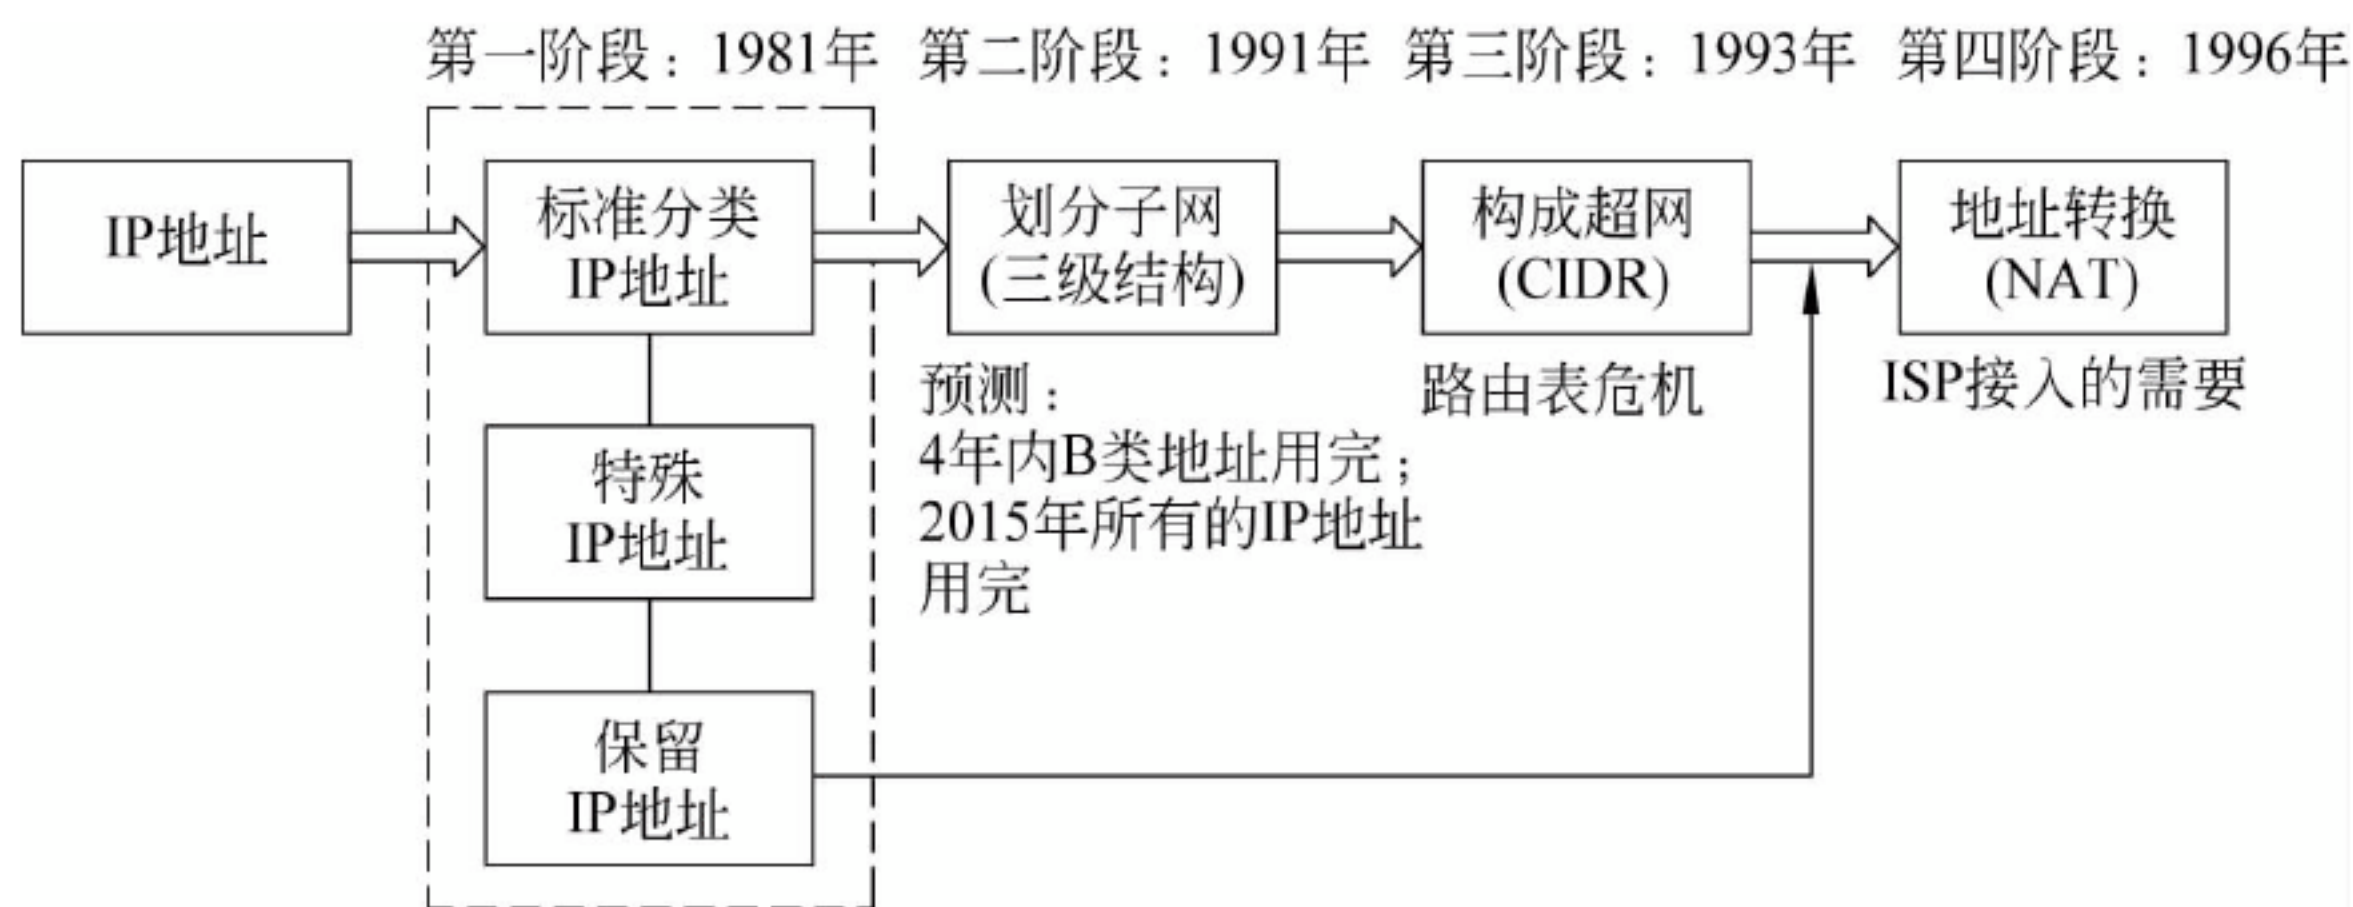 第一阶段：1981年 第二阶段：1991年 第三阶段：1993年 第四阶段：1996年
IP地址
标准分类
IP地址
划分子网
(三级结构)
构成超网
(CIDR)
地址转换
(NAT)
预测：
4年内B类地址用完；
2015年所有的IP地址
用完
路由表危机
ISP接入的需要
特殊
IP地址
保留
IP地址